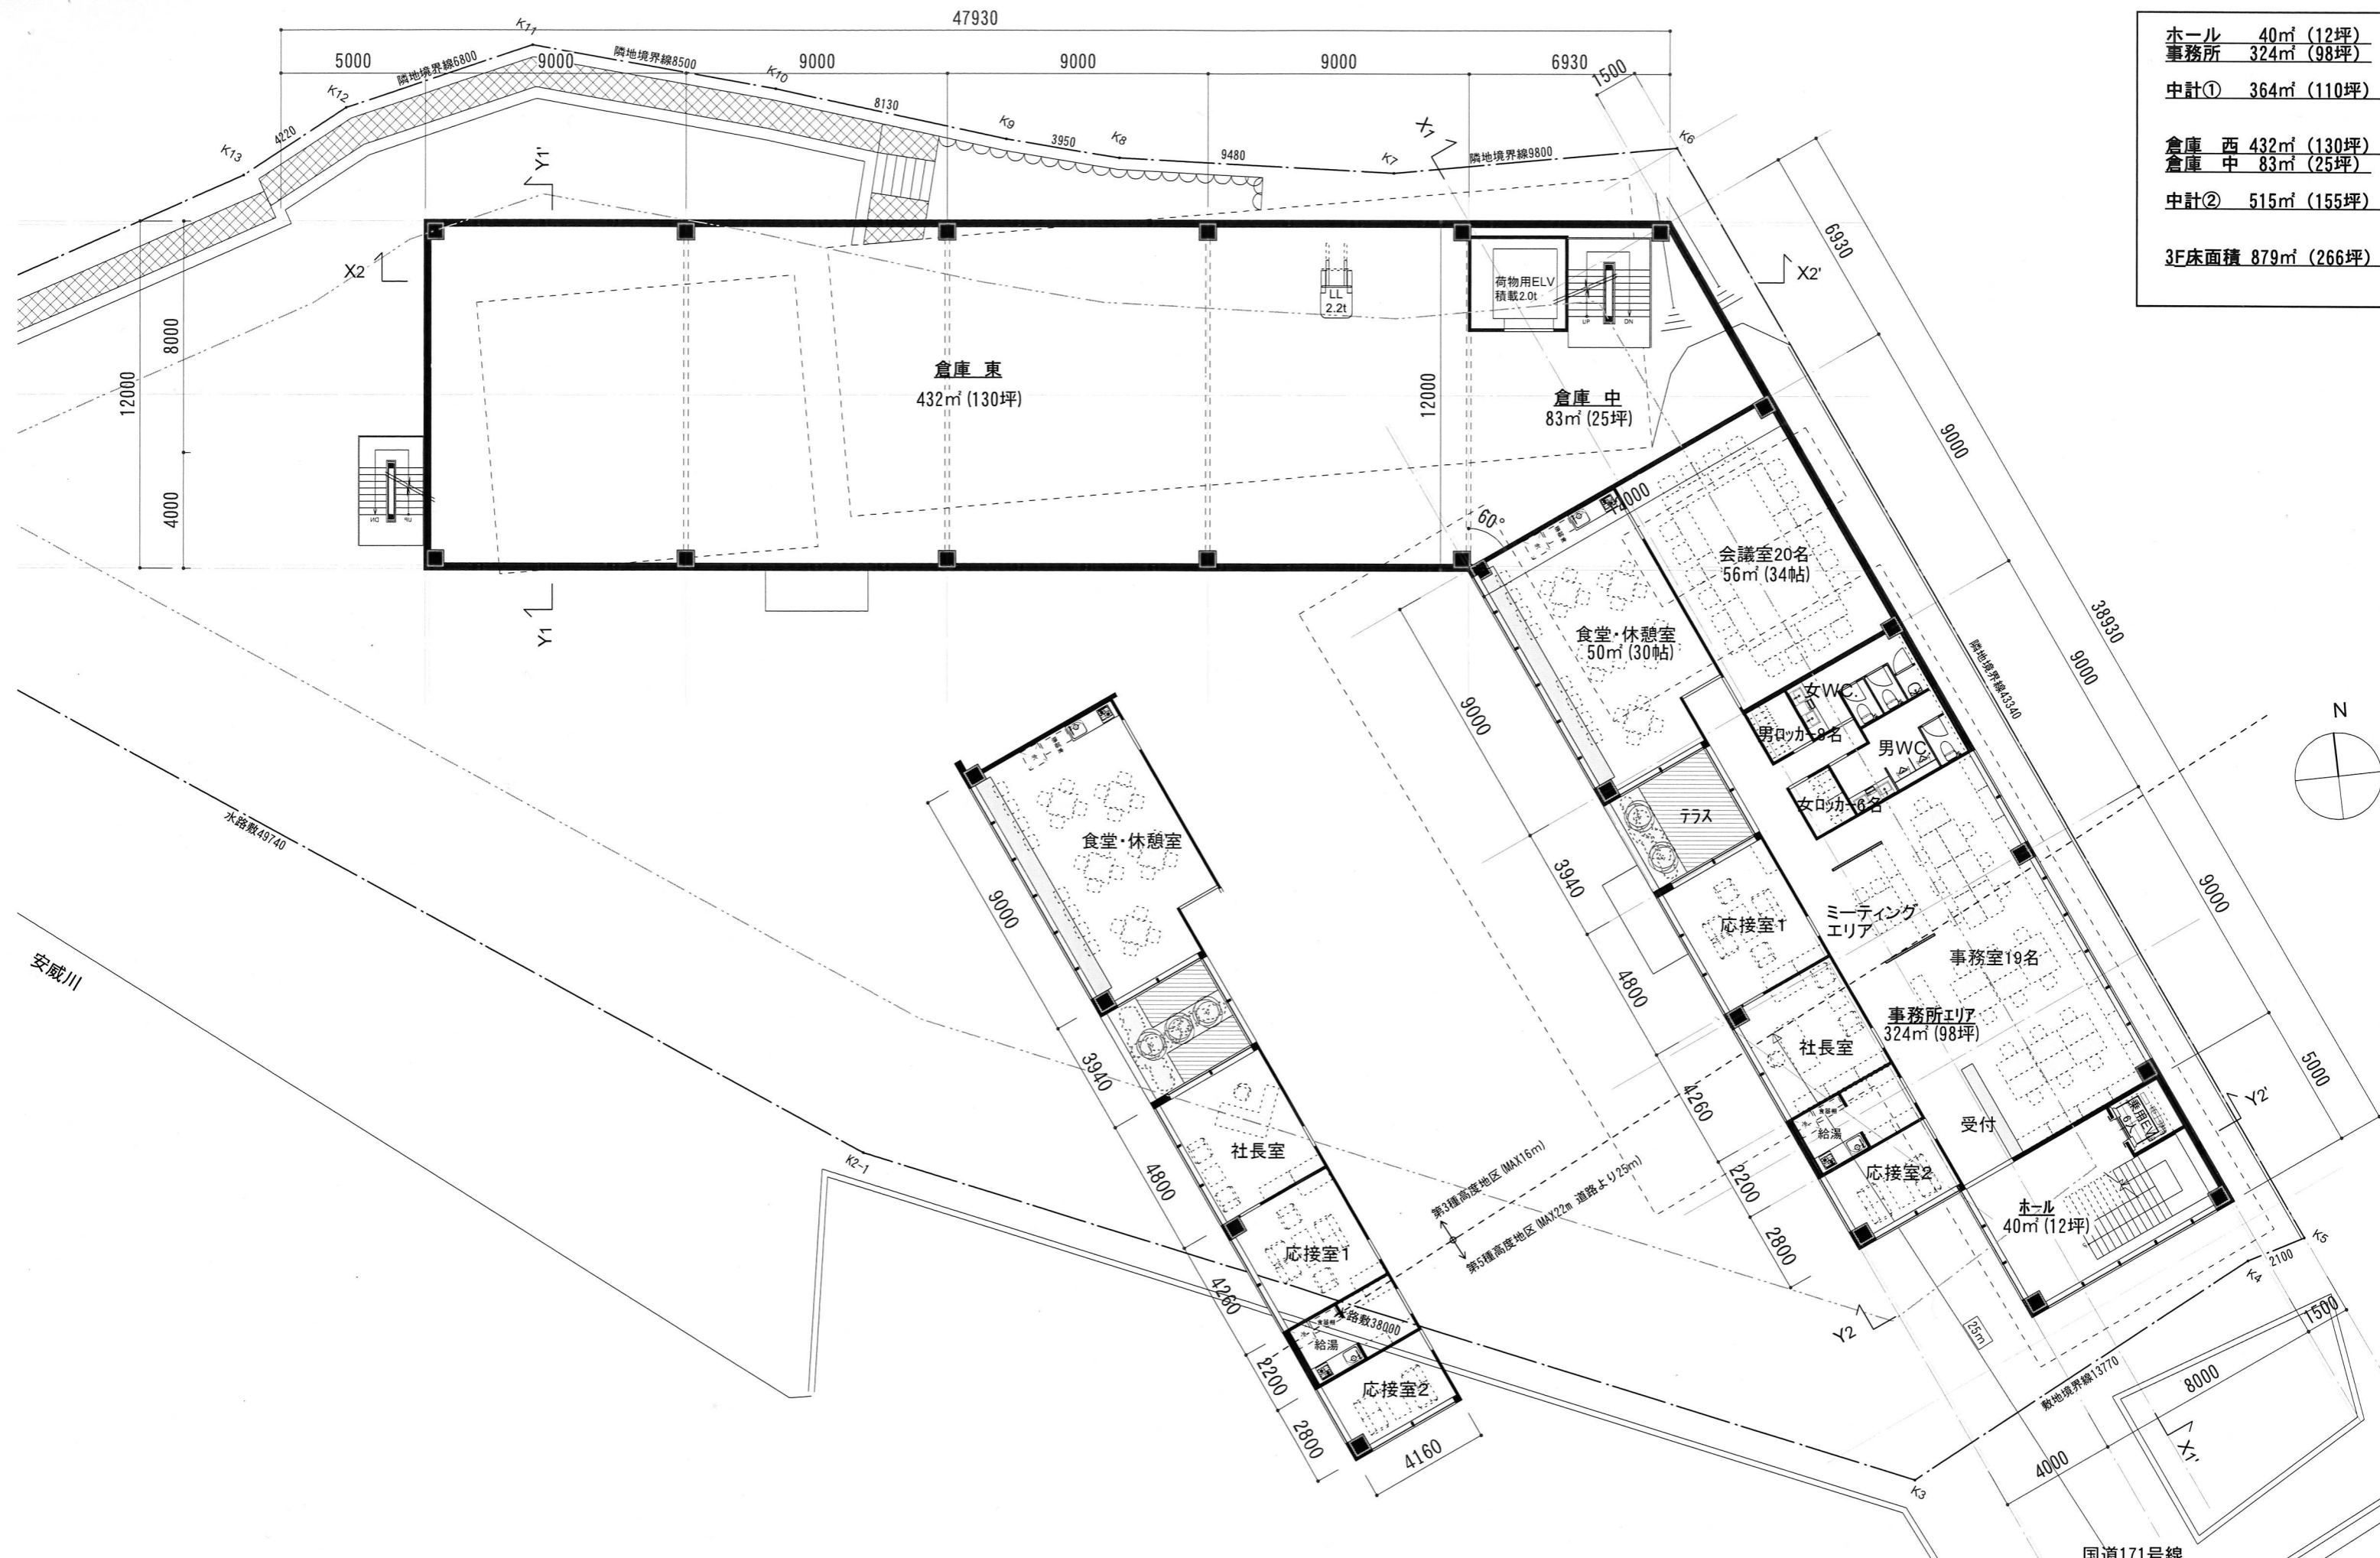 47930
5000
9000
9000
9000
9000
6930
1500
K11
隣地境界線6800
隣地境界線8500
K10
K12
8130
K9
3950
K8
9480
K7
隣地境界線9800
K6
4220
K13
X1
Y1'
X2
X2'
ホール 40㎡ (12坪)
事務所 324㎡ (98坪)
中計① 364㎡ (110坪)
倉庫 西 432㎡ (130坪)
倉庫 中 83㎡ (25坪)
中計② 515㎡ (155坪)
3F床面積 879㎡ (266坪)
荷物用ELV
積載2.0t
LL
2.2t
UP
DN
6930
8000
12000
4000
倉庫 東
432㎡(130坪)
12000
倉庫 中
83㎡(25坪)
9000
DN
UP
Y1
60°
12000
会議室20名
56㎡(34帖)
食堂・休憩室
50㎡(30帖)
9000
38930
隣地境界線43340
9000
女WC
男ロッカー8名
男WC
女ロッカー6名
N
テラス
9000
3940
応接室1
ミーティング
エリア
事務室19名
9000
4800
事務所エリア
324㎡(98坪)
社長室
4260
食器棚
給湯
受付
乗用EV
6人
5000
Y2'
2200
応接室2
ホール
40㎡(12坪)
2800
水路敷49740
食堂・休憩室
9000
安威川
3940
社長室
4800
K2-1
応接室1
4260
食器棚
給湯
水路敷38000
2200
応接室2
2800
4160
第3種高度地区(MAX16m)
第5種高度地区(MAX22m 道路より25m)
Y2
25m
K5
2100
K4
1500
敷地境界線13770
8000
X1'
4000
K3
国道171号線